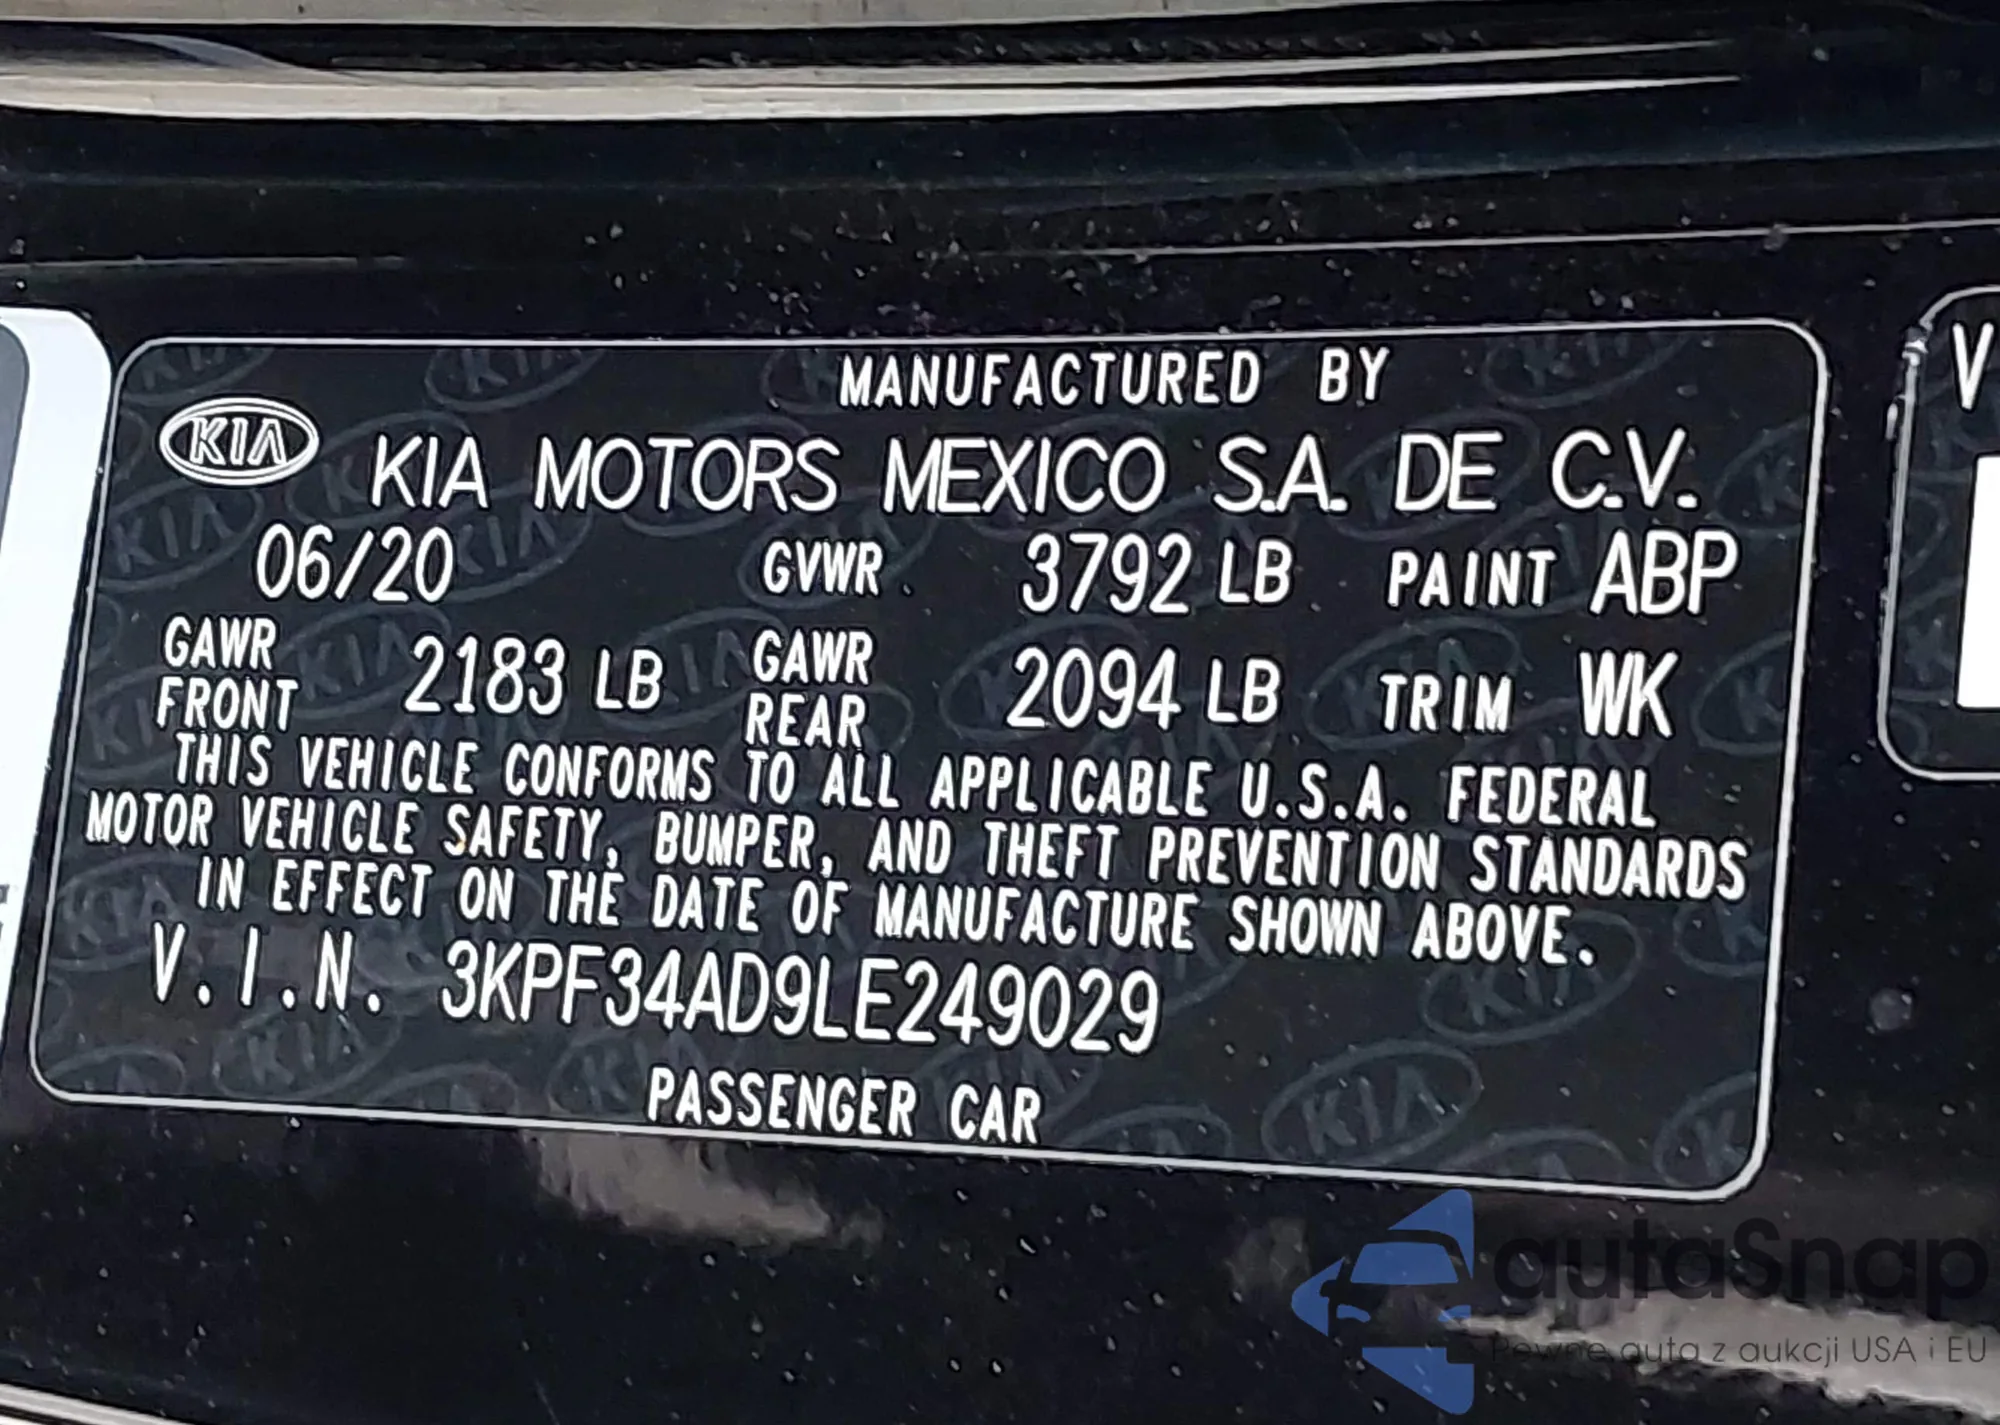 MANUFACTURED BY
KIA KIA MOTORS MEXICO S.A. DE C.V.
06/20 GVWR 3792 LB PAINT ABP
GAWR FRONT 2183 LB GAWR REAR 2094 LB TRIM WK
THIS VEHICLE CONFORMS TO ALL APPLICABLE U.S.A. FEDERAL
MOTOR VEHICLE SAFETY, BUMPER, AND THEFT PREVENTION STANDARDS
IN EFFECT ON THE DATE OF MANUFACTURE SHOWN ABOVE.
V.I.N. 3KPF34AD9LE249029
PASSENGER CAR
V
autaSnap
Pewne auta z aukcji USA i EU